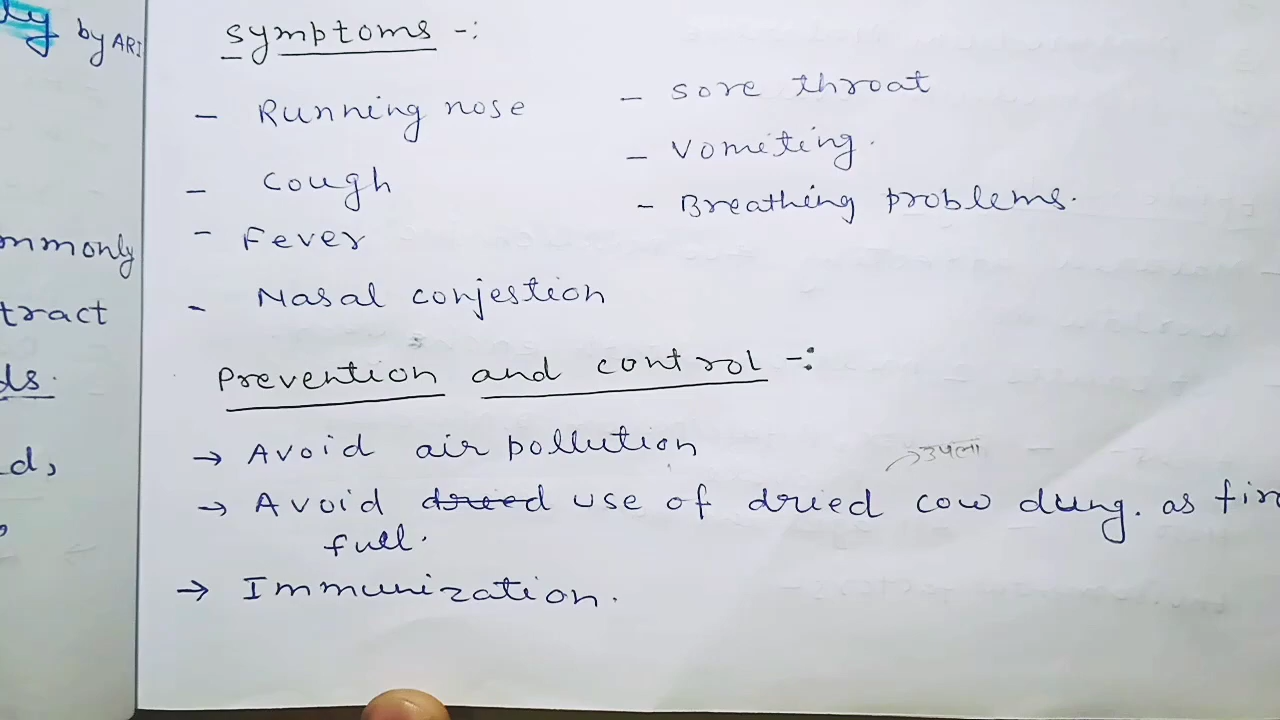 by ARI
mmonly
tract
ds.
d,
Symptoms -:
- Running nose
- Cough
- Fever
- Nasal conjestion
- Sore throat
- Vomiting.
- Breathing problems.
Prevention and control -:
→ Avoid air pollution
उपला
→ Avoid dried use of dried cow dung. as fir
full.
→ Immunization.